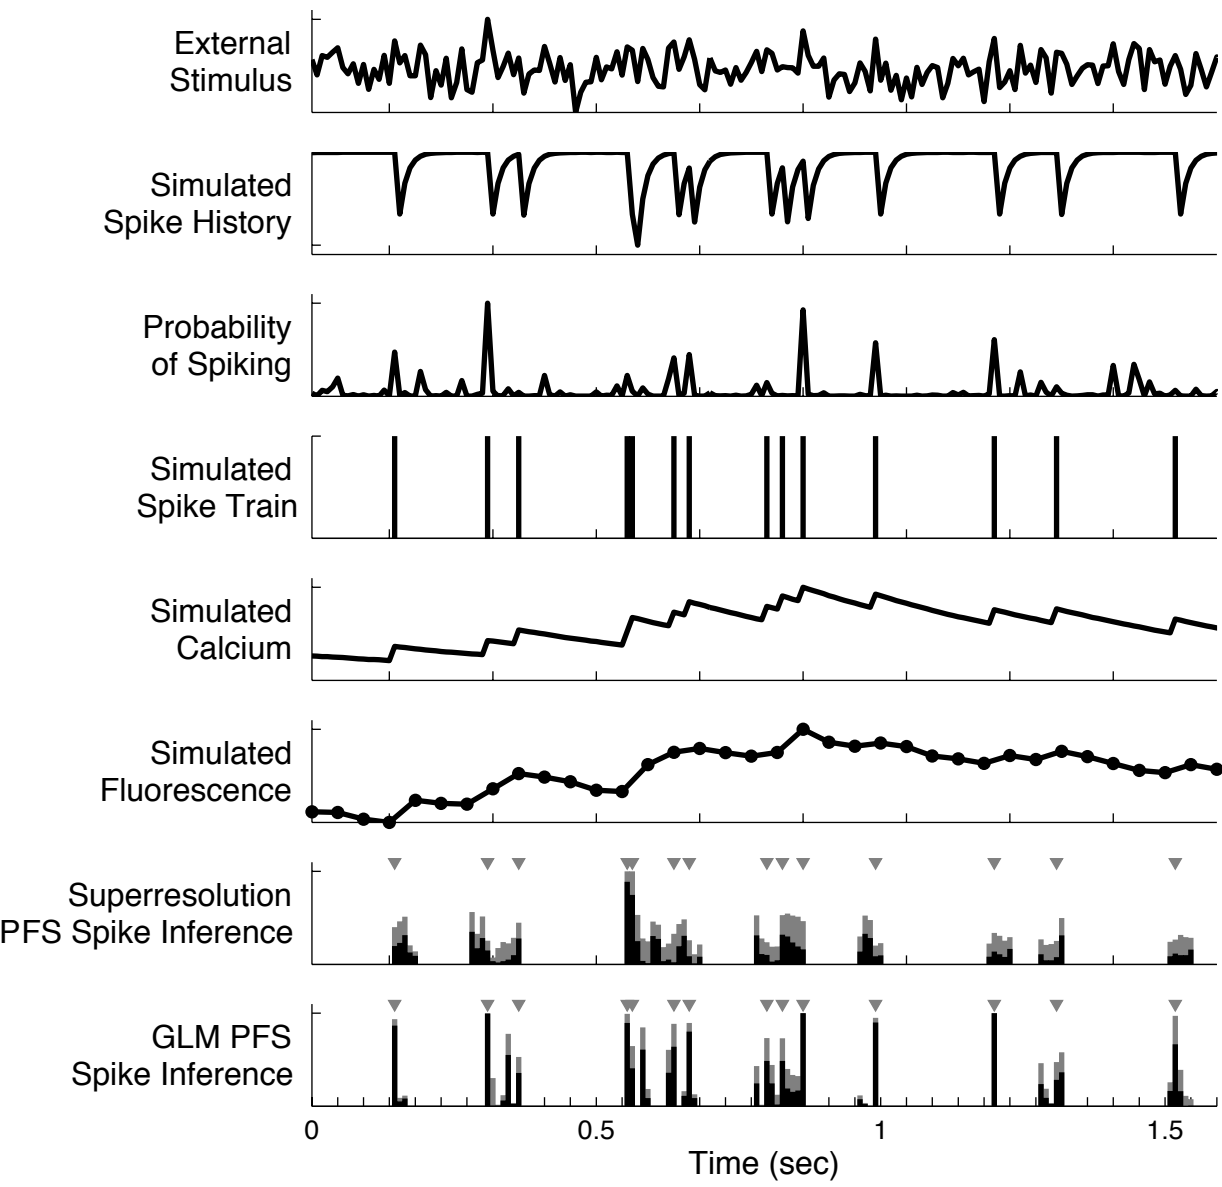 External
Stimulus
Simulated
Spike History
Probability
of Spiking
Simulated
Spike Train
Simulated
Calcium
Simulated
Fluorescence
Superresolution
PFS Spike Inference
GLM PFS
Spike Inference
0 0.5 1 1.5
Time (sec)